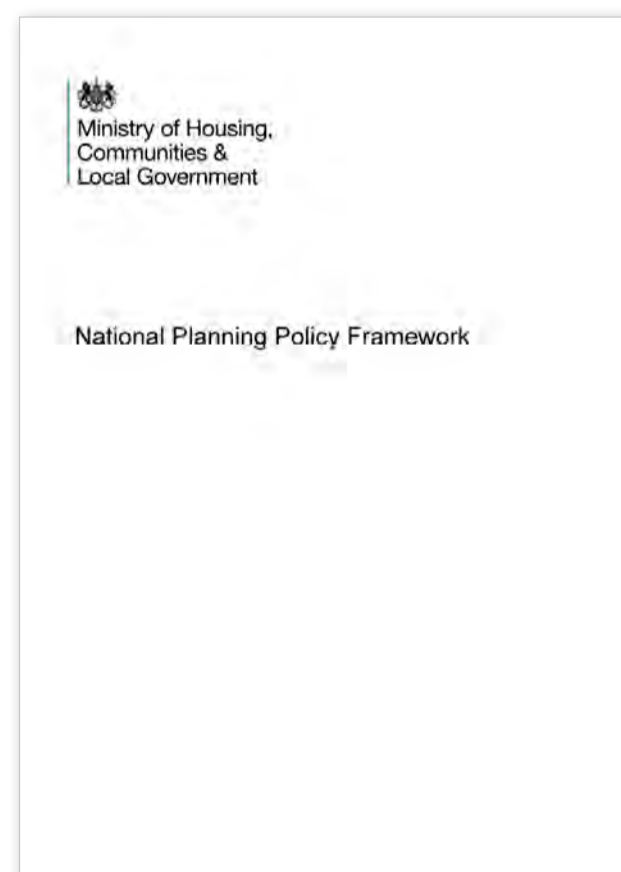 Ministry of Housing,
Communities &
Local Government
National Planning Policy Framework